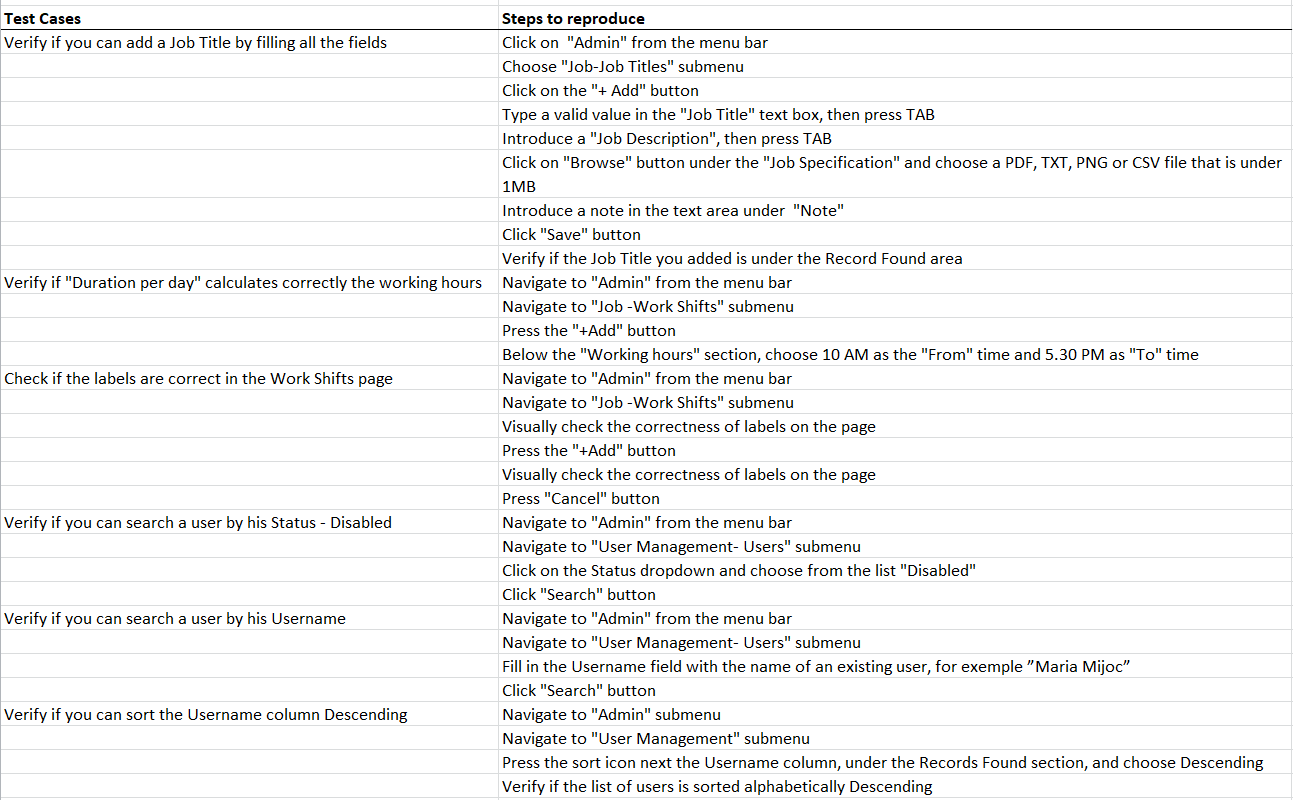 Test Cases Steps to reproduce
Verify if you can add a Job Title by filling all the fields Click on  "Admin" from the menu bar
Choose "Job-Job Titles" submenu
Click on the "+ Add" button
Type a valid value in the "Job Title" text box, then press TAB
Introduce a "Job Description", then press TAB
Click on "Browse" button under the "Job Specification" and choose a PDF, TXT, PNG or CSV file that is under
1MB
Introduce a note in the text area under  "Note"
Click "Save" button
Verify if the Job Title you added is under the Record Found area
Verify if "Duration per day" calculates correctly the working hours Navigate to "Admin" from the menu bar
Navigate to "Job -Work Shifts" submenu
Press the "+Add" button
Below the "Working hours" section, choose 10 AM as the "From" time and 5.30 PM as "To" time
Check if the labels are correct in the Work Shifts page Navigate to "Admin" from the menu bar
Navigate to "Job -Work Shifts" submenu
Visually check the correctness of labels on the page
Press the "+Add" button
Visually check the correctness of labels on the page
Press "Cancel" button
Verify if you can search a user by his Status - Disabled Navigate to "Admin" from the menu bar
Navigate to "User Management- Users" submenu
Click on the Status dropdown and choose from the list "Disabled"
Click "Search" button
Verify if you can search a user by his Username Navigate to "Admin" from the menu bar
Navigate to "User Management- Users" submenu
Fill in the Username field with the name of an existing user, for exemple ”Maria Mijoc”
Click "Search" button
Verify if you can sort the Username column Descending Navigate to "Admin" submenu
Navigate to "User Management" submenu
Press the sort icon next the Username column, under the Records Found section, and choose Descending
Verify if the list of users is sorted alphabetically Descending